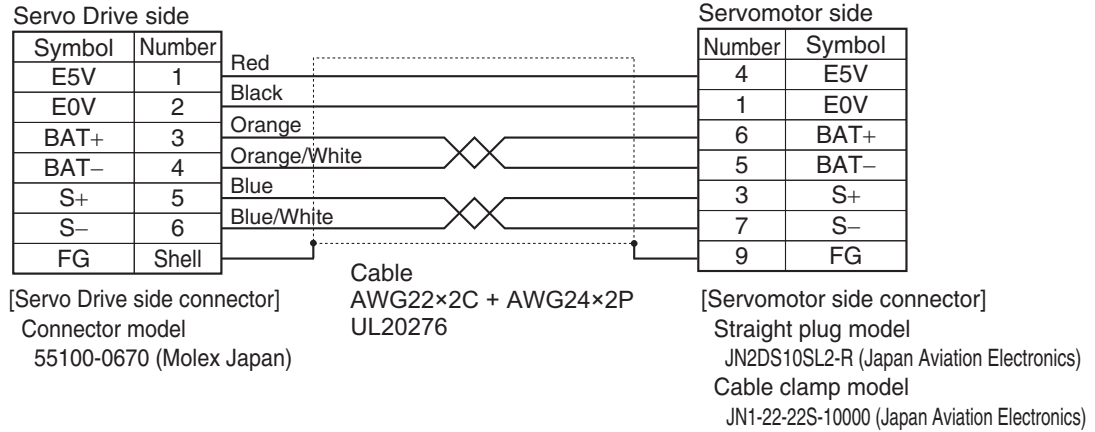 Servo Drive side
Servomotor side
Symbol Number
Number Symbol
E5V 1 Red 4 E5V
E0V 2 Black 1 E0V
BAT+ 3 Orange 6 BAT+
BAT− 4 Orange/White 5 BAT−
S+ 5 Blue 3 S+
S− 6 Blue/White 7 S−
FG Shell 9 FG
Cable
AWG22×2C + AWG24×2P
UL20276
[Servo Drive side connector]
Connector model
55100-0670 (Molex Japan)
[Servomotor side connector]
Straight plug model
JN2DS10SL2-R (Japan Aviation Electronics)
Cable clamp model
JN1-22-22S-10000 (Japan Aviation Electronics)